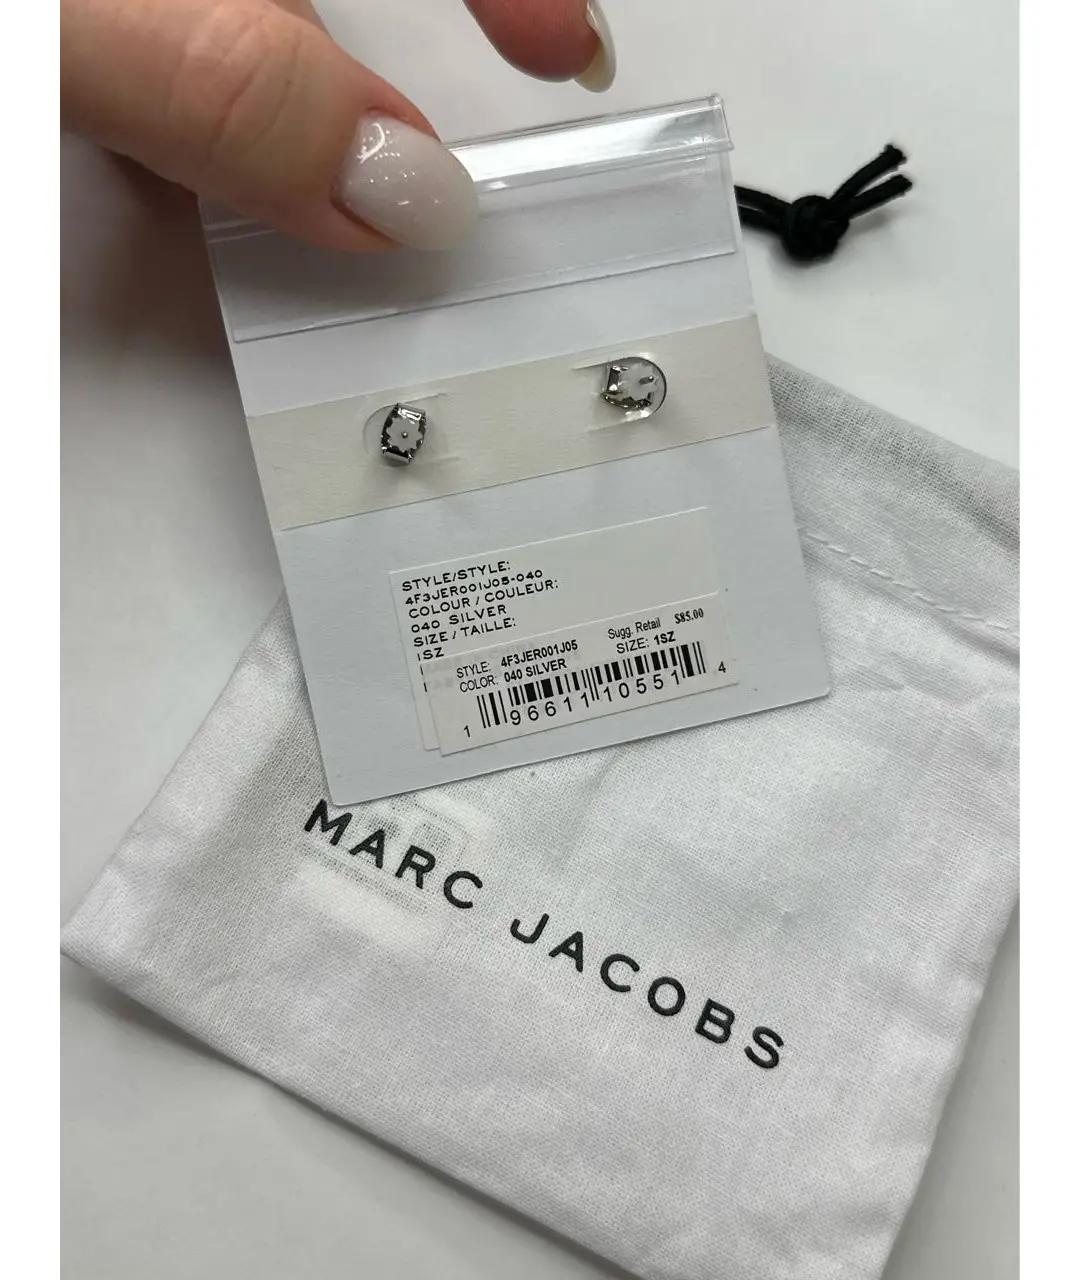 STYLE/STYLE:
4F3JER001J05-040
COLOUR / COULEUR:
040 SILVER
SIZE / TAILLE:
1SZ
Sugg. Retail $85.00
STYLE: 4F3JER001J05 SIZE: 1SZ
COLOR: 040 SILVER
1 96611 10551 4
MARC JACOBS